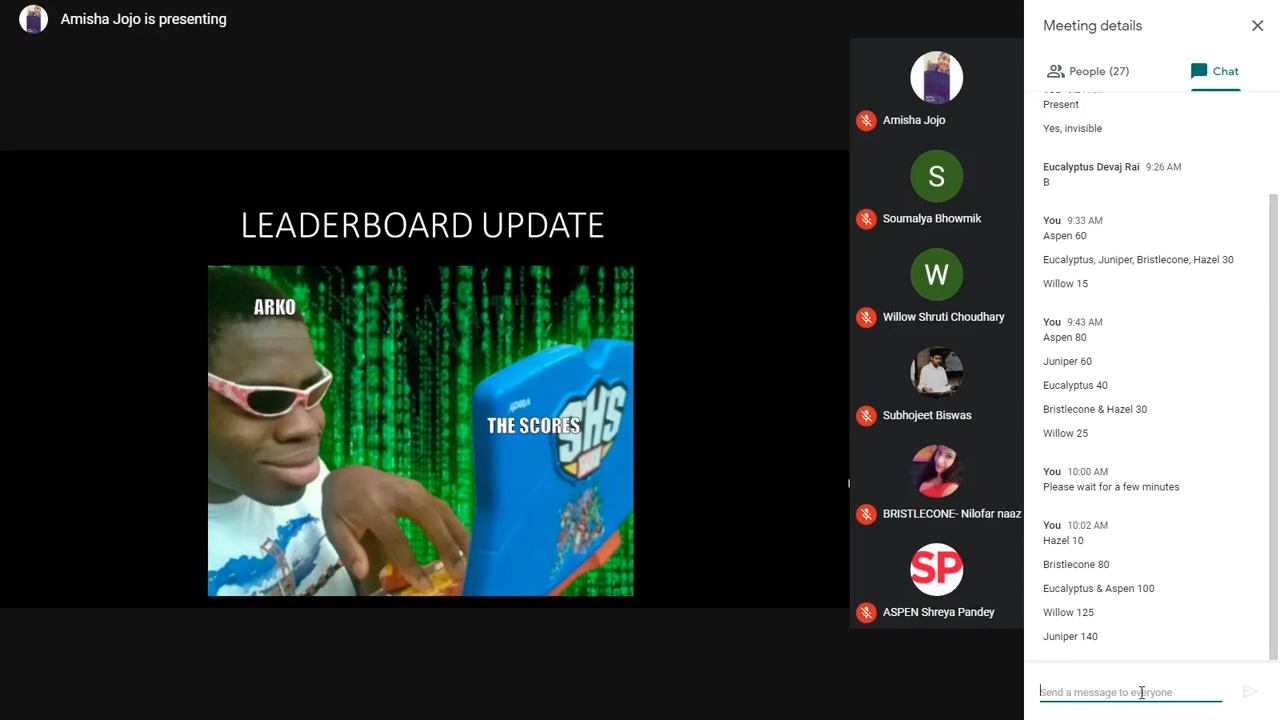 Amisha Jojo is presenting
LEADERBOARD UPDATE
ARKO
THE SCORES
SHS
Amisha Jojo
S
Soumalya Bhowmik
W
Willow Shruti Choudhary
Subhojeet Biswas
BRISTLECONE- Nilofar naaz
SP
ASPEN Shreya Pandey
Meeting details
People (27)
Chat
Present
Yes, invisible
Eucalyptus Devaj Rai 9:26 AM
B
You 9:33 AM
Aspen 60
Eucalyptus, Juniper, Bristlecone, Hazel 30
Willow 15
You 9:43 AM
Aspen 80
Juniper 60
Eucalyptus 40
Bristlecone & Hazel 30
Willow 25
You 10:00 AM
Please wait for a few minutes
You 10:02 AM
Hazel 10
Bristlecone 80
Eucalyptus & Aspen 100
Willow 125
Juniper 140
Send a message to everyone